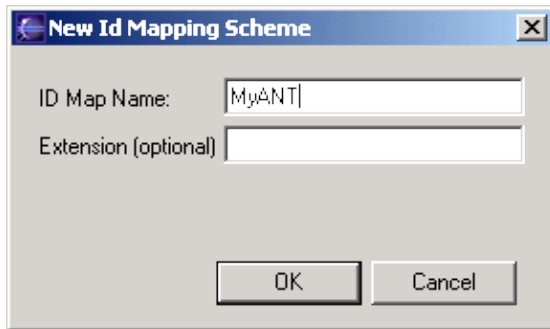 New Id Mapping Scheme
ID Map Name: MyANT
Extension (optional)
OK Cancel